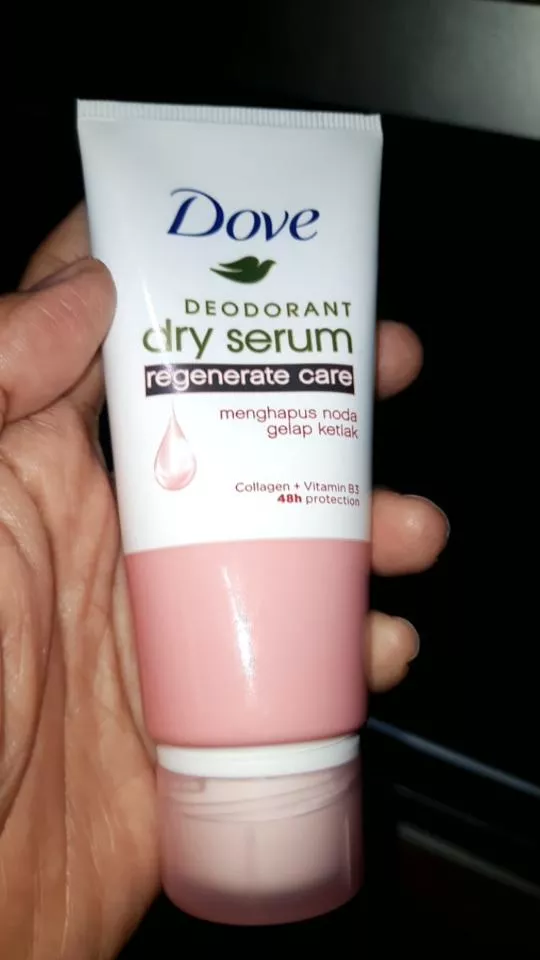 Dove
DEODORANT
dry serum
regenerate care
menghapus noda
gelap ketiak
Collagen + Vitamin B3
48h protection